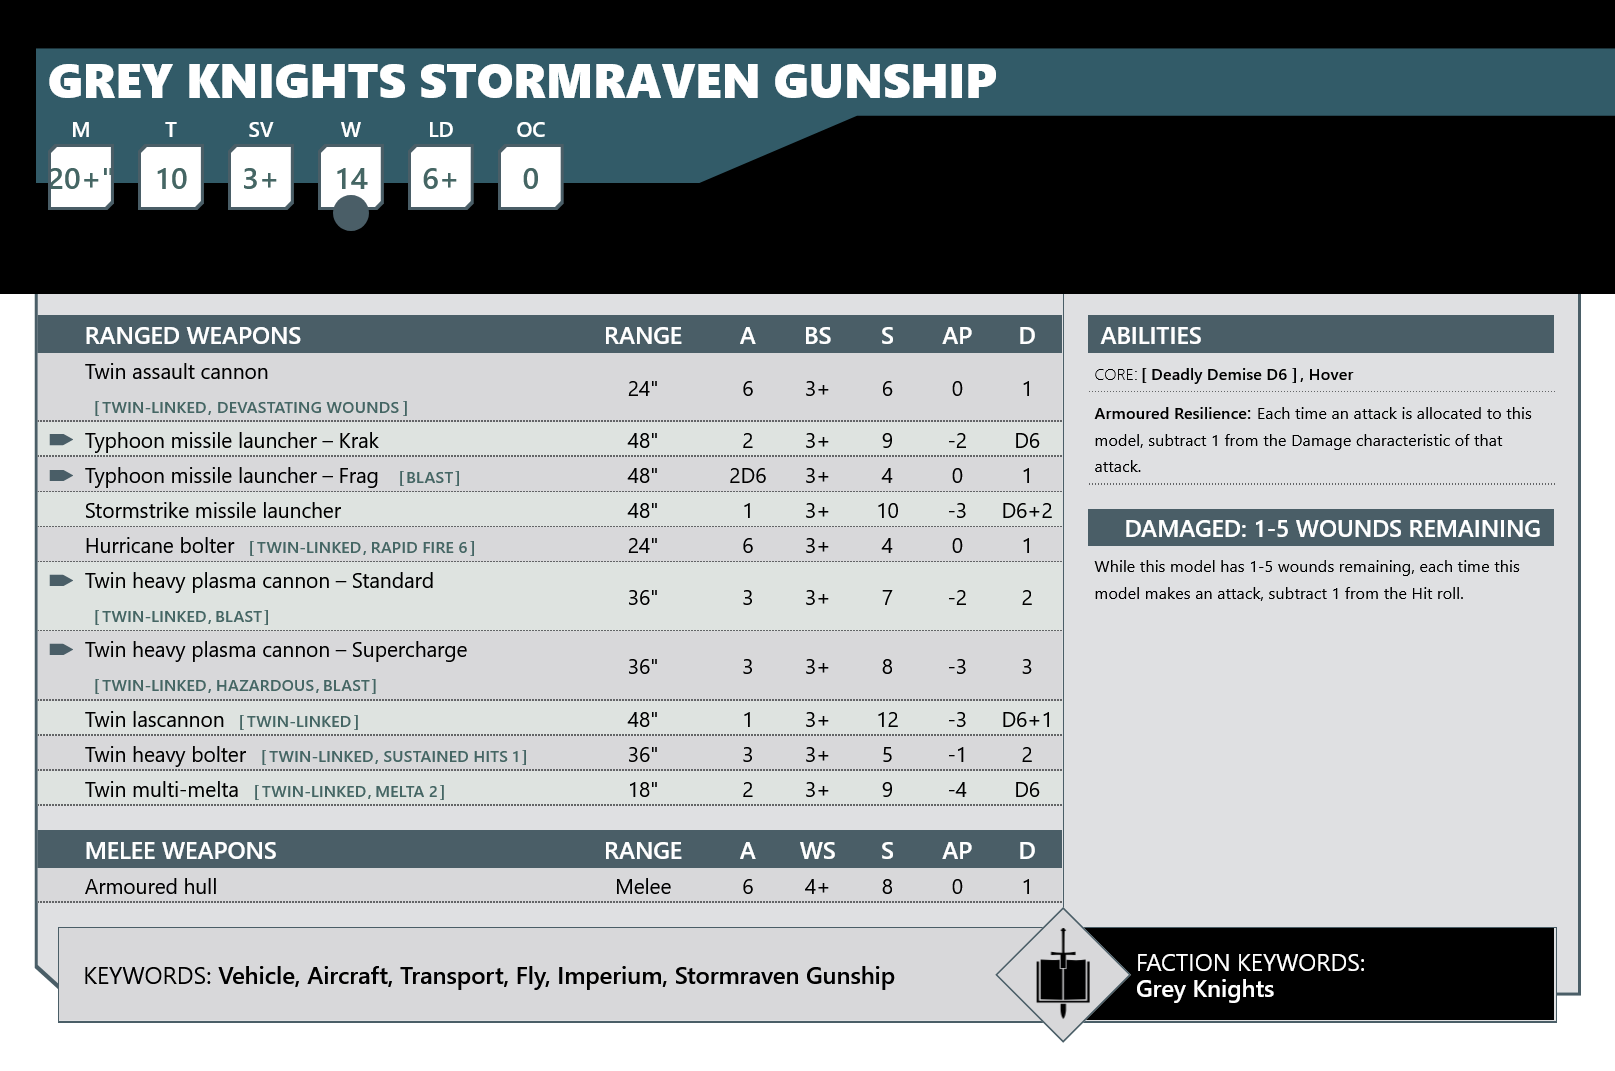 GREY KNIGHTS STORMRAVEN GUNSHIP
M T SV W LD OC
20+" 10 3+ 14 6+ 0
RANGED WEAPONS RANGE A BS S AP D
Twin assault cannon
[TWIN-LINKED, DEVASTATING WOUNDS] 24" 6 3+ 6 0 1
Typhoon missile launcher – Krak 48" 2 3+ 9 -2 D6
Typhoon missile launcher – Frag [BLAST] 48" 2D6 3+ 4 0 1
Stormstrike missile launcher 48" 1 3+ 10 -3 D6+2
Hurricane bolter [TWIN-LINKED, RAPID FIRE 6] 24" 6 3+ 4 0 1
Twin heavy plasma cannon – Standard
[TWIN-LINKED, BLAST] 36" 3 3+ 7 -2 2
Twin heavy plasma cannon – Supercharge
[TWIN-LINKED, HAZARDOUS, BLAST] 36" 3 3+ 8 -3 3
Twin lascannon [TWIN-LINKED] 48" 1 3+ 12 -3 D6+1
Twin heavy bolter [TWIN-LINKED, SUSTAINED HITS 1] 36" 3 3+ 5 -1 2
Twin multi-melta [TWIN-LINKED, MELTA 2] 18" 2 3+ 9 -4 D6
MELEE WEAPONS RANGE A WS S AP D
Armoured hull Melee 6 4+ 8 0 1
ABILITIES
CORE: [ Deadly Demise D6 ] , Hover
Armoured Resilience: Each time an attack is allocated to this
model, subtract 1 from the Damage characteristic of that
attack.
DAMAGED: 1-5 WOUNDS REMAINING
While this model has 1-5 wounds remaining, each time this
model makes an attack, subtract 1 from the Hit roll.
KEYWORDS: Vehicle, Aircraft, Transport, Fly, Imperium, Stormraven Gunship
FACTION KEYWORDS:
Grey Knights